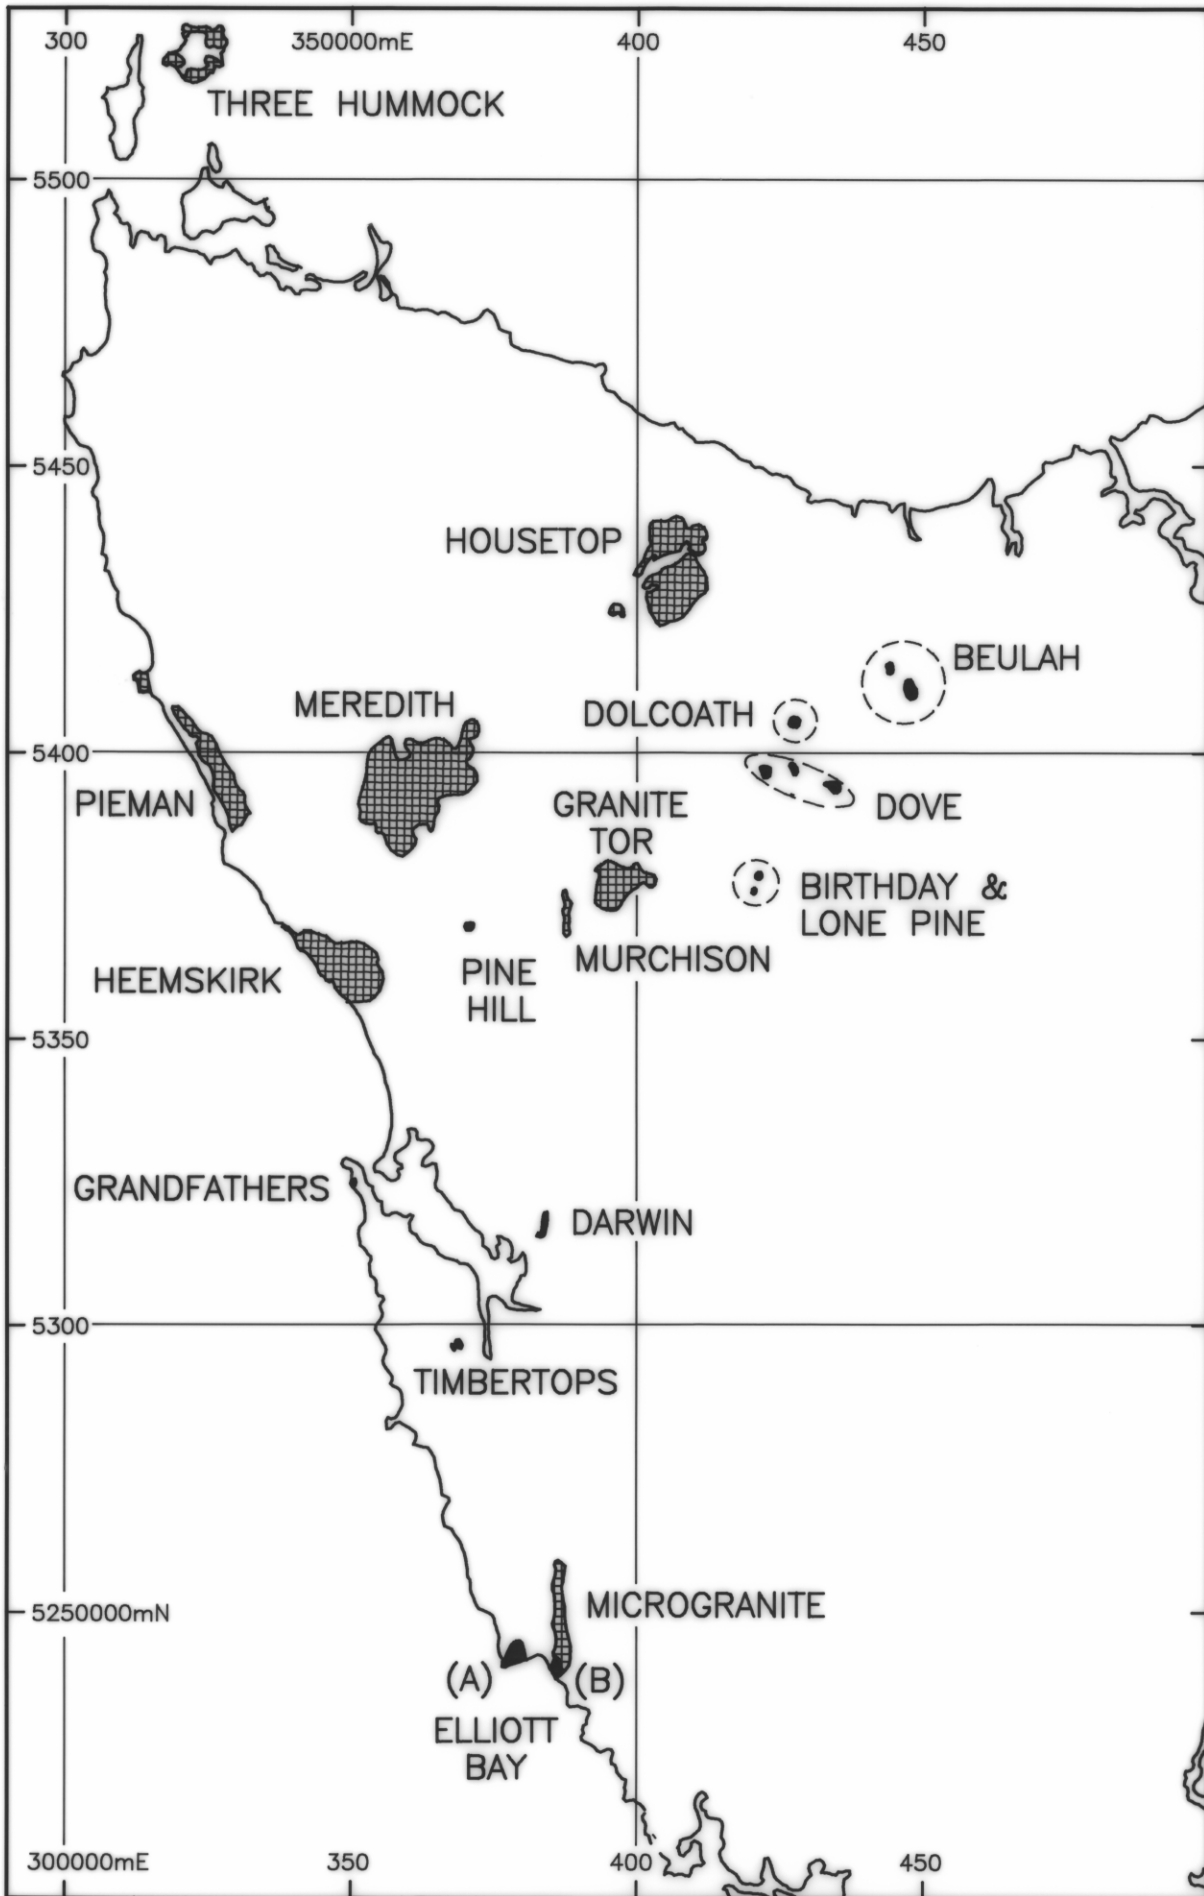 300
350000mE
400
450
THREE HUMMOCK
5500
5450
HOUSETOP
BEULAH
MEREDITH
DOLCOATH
5400
PIEMAN
GRANITE
TOR
DOVE
BIRTHDAY &
LONE PINE
MURCHISON
PINE
HILL
HEEMSKIRK
5350
GRANDFATHERS
DARWIN
5300
TIMBERTOPS
5250000mN
MICROGRANITE
(A)
(B)
ELLIOTT
BAY
300000mE
350
400
450